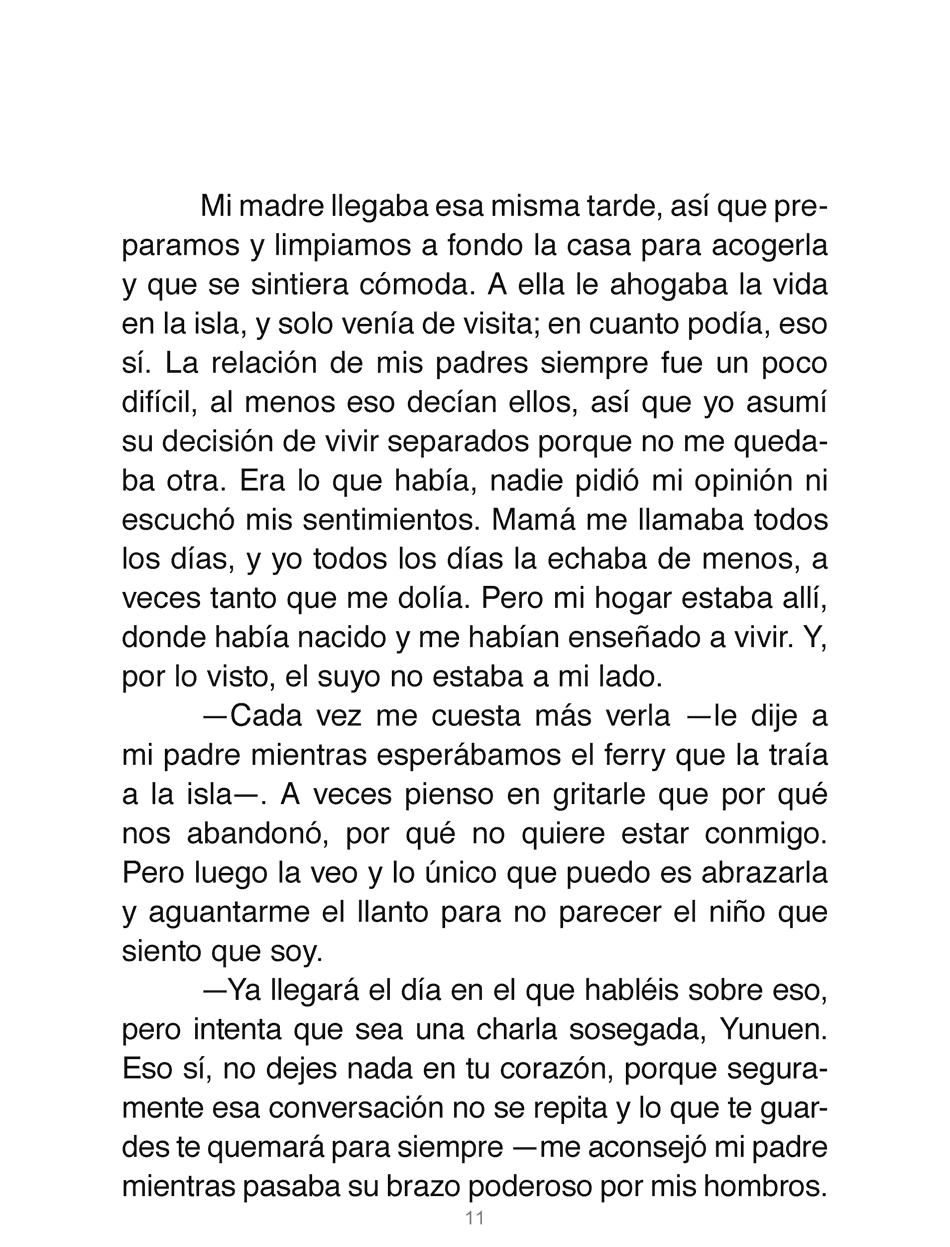 Mi madre llegaba esa misma tarde, así que pre-
paramos y limpiamos a fondo la casa para acogerla
y que se sintiera cómoda. A ella le ahogaba la vida
en la isla, y solo venía de visita; en cuanto podía, eso
sí. La relación de mis padres siempre fue un poco
difícil, al menos eso decían ellos, así que yo asumí
su decisión de vivir separados porque no me queda-
ba otra. Era lo que había, nadie pidió mi opinión ni
escuchó mis sentimientos. Mamá me llamaba todos
los días, y yo todos los días la echaba de menos, a
veces tanto que me dolía. Pero mi hogar estaba allí,
donde había nacido y me habían enseñado a vivir. Y,
por lo visto, el suyo no estaba a mi lado.
—Cada vez me cuesta más verla —le dije a
mi padre mientras esperábamos el ferry que la traía
a la isla—. A veces pienso en gritarle que por qué
nos abandonó, por qué no quiere estar conmigo.
Pero luego la veo y lo único que puedo es abrazarla
y aguantarme el llanto para no parecer el niño que
siento que soy.
—Ya llegará el día en el que habléis sobre eso,
pero intenta que sea una charla sosegada, Yunuen.
Eso sí, no dejes nada en tu corazón, porque segura-
mente esa conversación no se repita y lo que te guar-
des te quemará para siempre —me aconsejó mi padre
mientras pasaba su brazo poderoso por mis hombros.
11